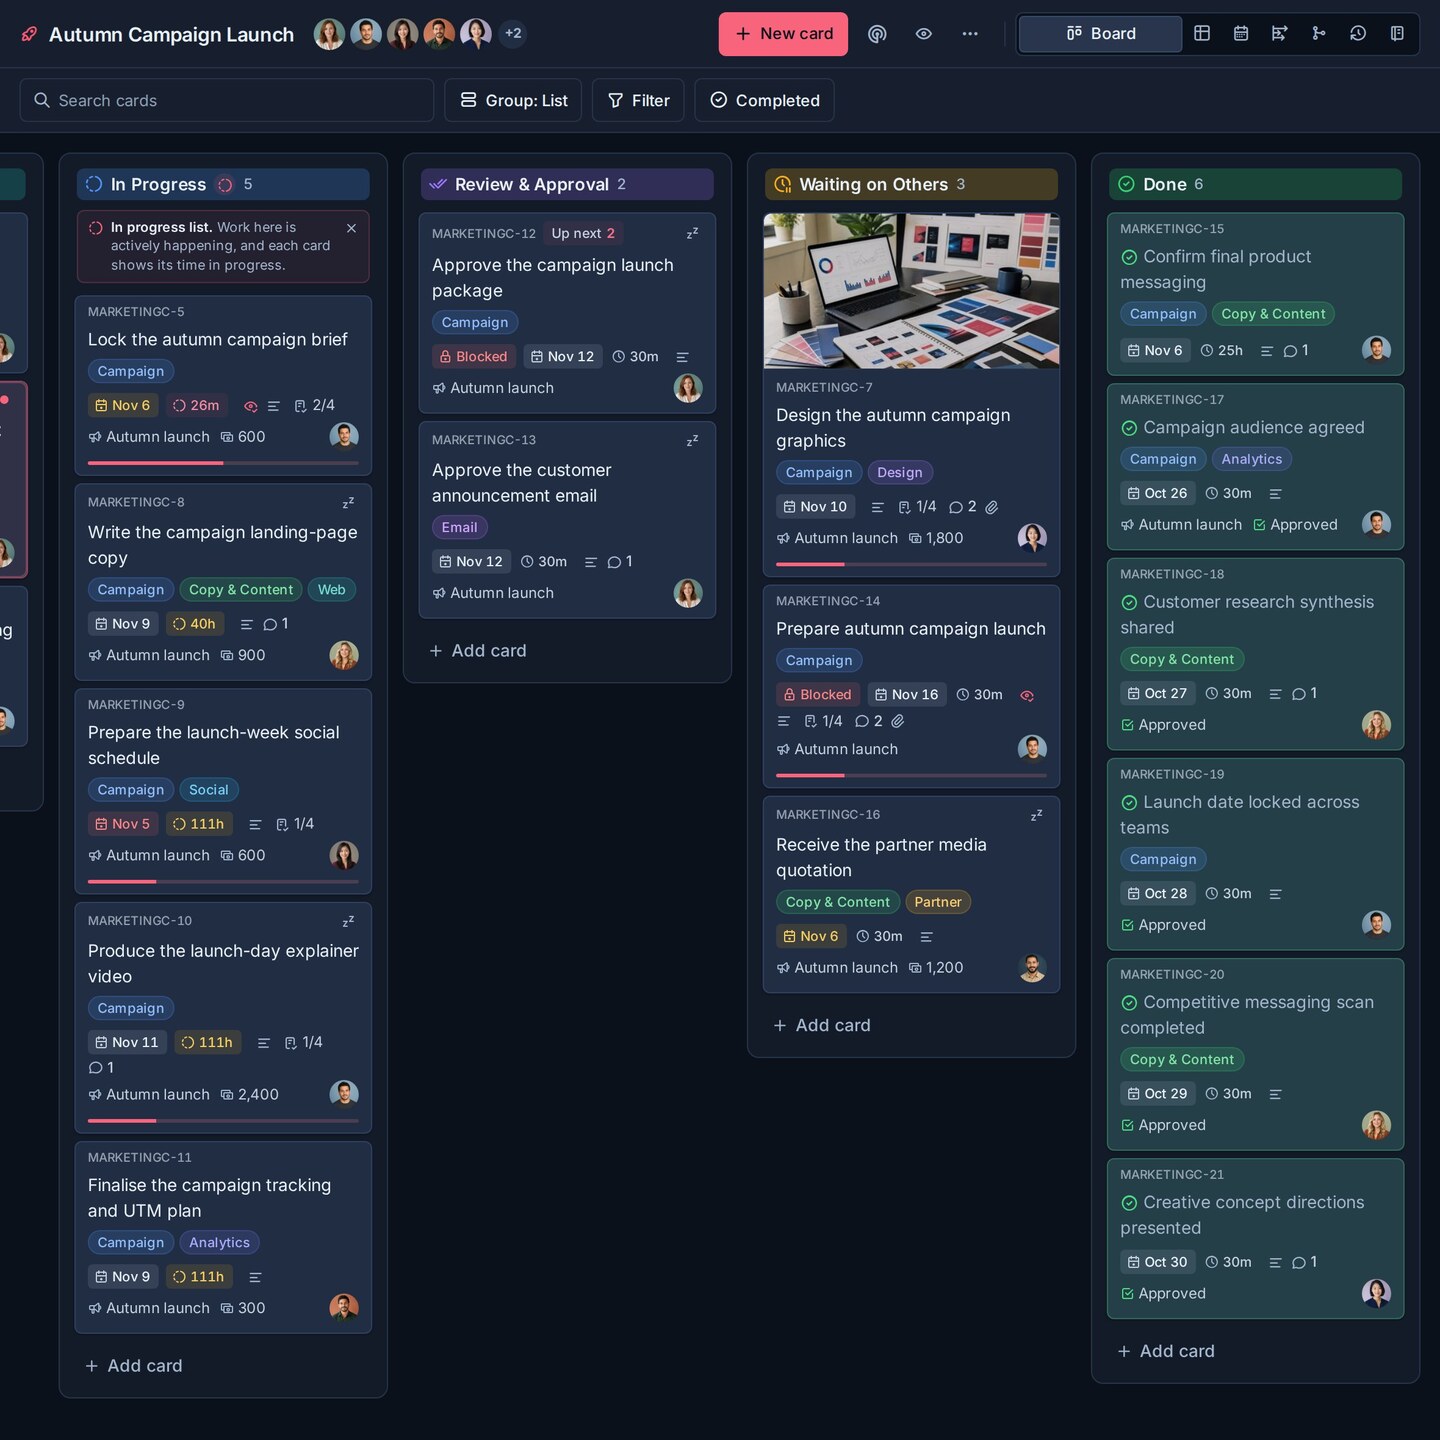 Autumn Campaign Launch
+2
New card
Board
Search cards
Group: List
Filter
Completed
In Progress 5
In progress list. Work here is
actively happening, and each card
shows its time in progress.
MARKETINGC-5
Lock the autumn campaign brief
Campaign
Nov 6 26m 2/4
Autumn launch 600
MARKETINGC-8
Write the campaign landing-page
copy
Campaign Copy & Content Web
Nov 9 40h 1
Autumn launch 900
MARKETINGC-9
Prepare the launch-week social
schedule
Campaign Social
Nov 5 111h 1/4
Autumn launch 600
MARKETINGC-10
Produce the launch-day explainer
video
Campaign
Nov 11 111h 1/4
1
Autumn launch 2,400
MARKETINGC-11
Finalise the campaign tracking
and UTM plan
Campaign Analytics
Nov 9 111h
Autumn launch 300
+ Add card
Review & Approval 2
MARKETINGC-12 Up next 2
Approve the campaign launch
package
Campaign
Blocked Nov 12 30m
Autumn launch
MARKETINGC-13
Approve the customer
announcement email
Email
Nov 12 30m 1
Autumn launch
+ Add card
Waiting on Others 3
MARKETINGC-7
Design the autumn campaign
graphics
Campaign Design
Nov 10 1/4 2
Autumn launch 1,800
MARKETINGC-14
Prepare autumn campaign launch
Campaign
Blocked Nov 16 30m
1/4 2
Autumn launch
MARKETINGC-16
Receive the partner media
quotation
Copy & Content Partner
Nov 6 30m
Autumn launch 1,200
+ Add card
Done 6
MARKETINGC-15
Confirm final product
messaging
Campaign Copy & Content
Nov 6 25h 1
MARKETINGC-17
Campaign audience agreed
Campaign Analytics
Oct 26 30m
Autumn launch Approved
MARKETINGC-18
Customer research synthesis
shared
Copy & Content
Oct 27 30m 1
Approved
MARKETINGC-19
Launch date locked across
teams
Campaign
Oct 28 30m
Approved
MARKETINGC-20
Competitive messaging scan
completed
Copy & Content
Oct 29 30m
Approved
MARKETINGC-21
Creative concept directions
presented
Oct 30 30m 1
Approved
+ Add card